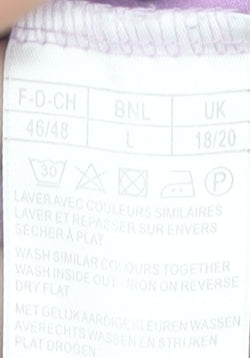 F-D-CH BNL UK
46/48 L 18/20
30 P
LAVER AVEC COULEURS SIMILAIRES
LAVER ET REPASSER SUR ENVERS
SÉCHER À PLAT
WASH SIMILAR COLOURS TOGETHER
WASH INSIDE OUT - IRON ON REVERSE
DRY FLAT
MET GELIJKAARDIGE KLEUREN WASSEN
AVERECHTS WASSEN EN STRIJKEN
PLAT DROGEN